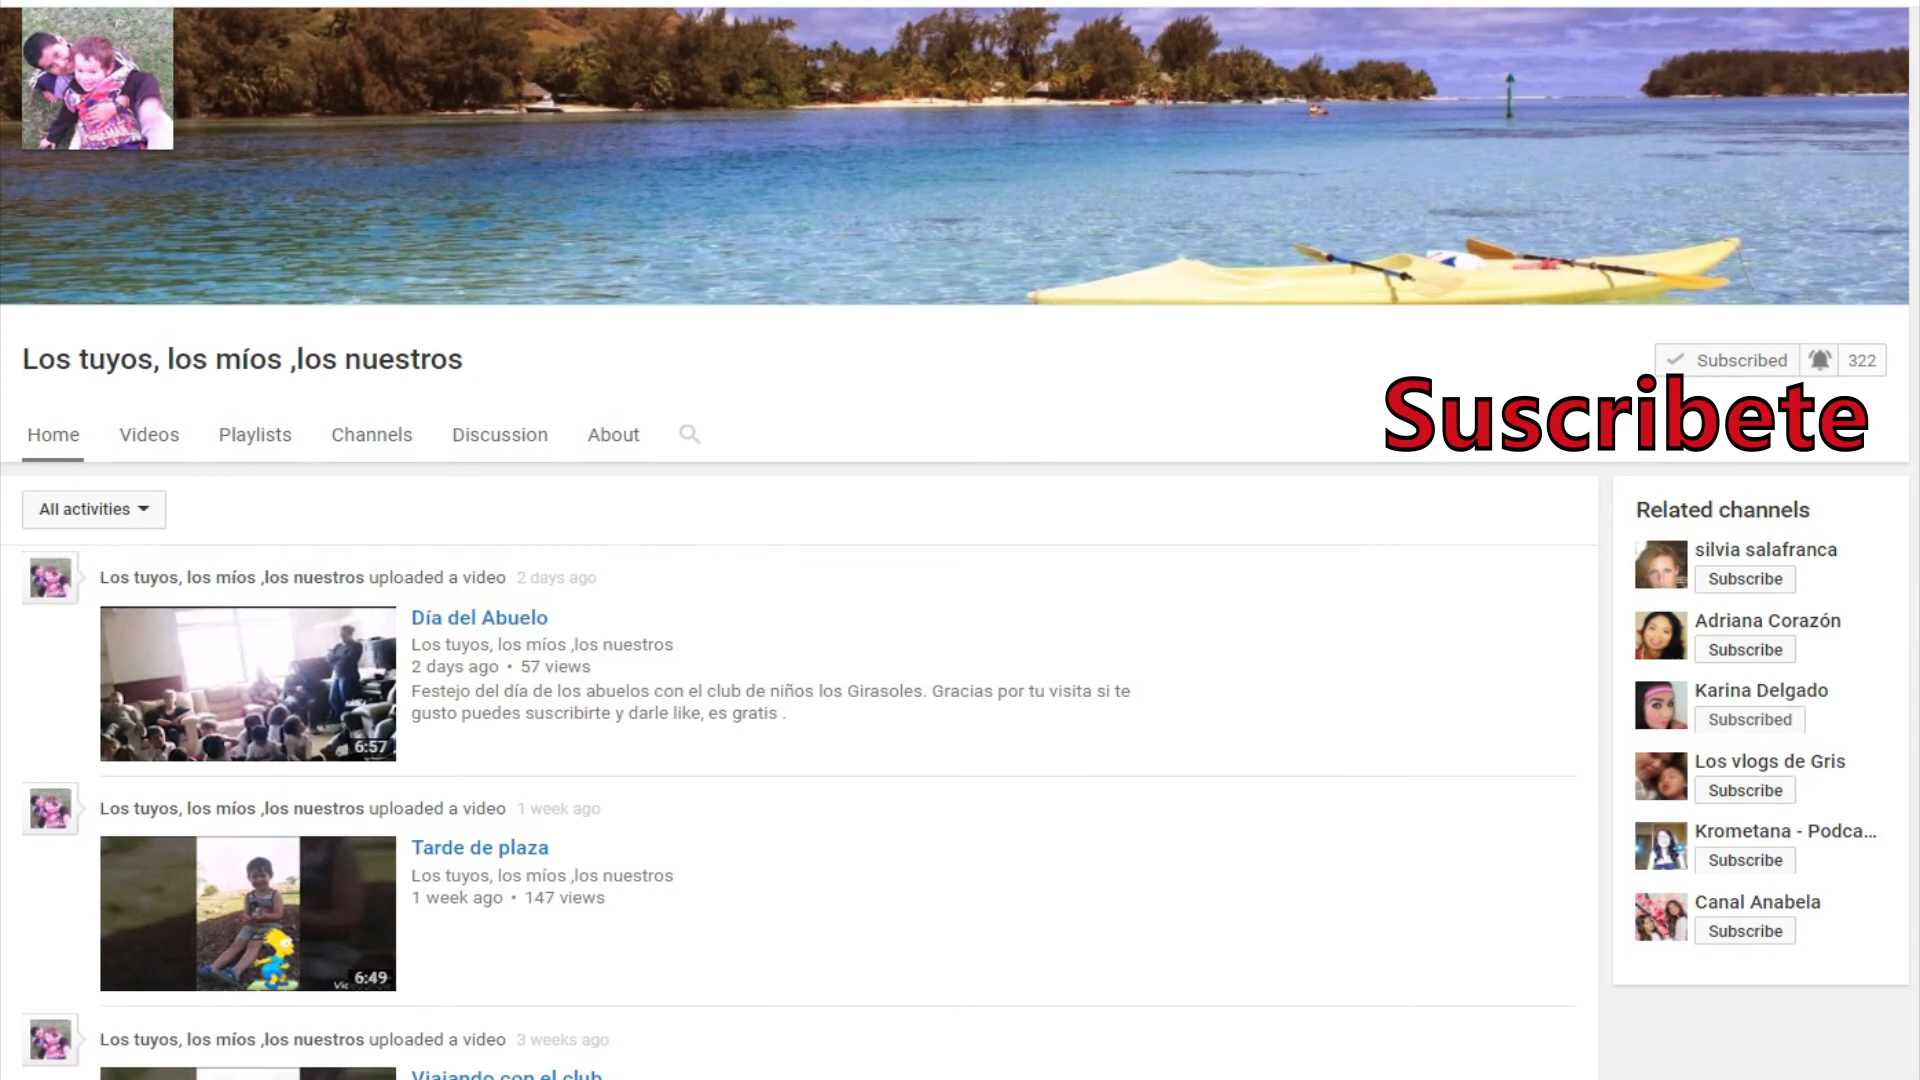 Los tuyos, los míos ,los nuestros
Subscribed 322
Suscribete
Home Videos Playlists Channels Discussion About
All activities
Los tuyos, los míos ,los nuestros uploaded a video 2 days ago
Día del Abuelo
Los tuyos, los míos ,los nuestros
2 days ago • 57 views
Festejo del día de los abuelos con el club de niños los Girasoles. Gracias por tu visita si te
gusto puedes suscribirte y darle like, es gratis .
6:57
Los tuyos, los míos ,los nuestros uploaded a video 1 week ago
Tarde de plaza
Los tuyos, los míos ,los nuestros
1 week ago • 147 views
6:49
Los tuyos, los míos ,los nuestros uploaded a video 3 weeks ago
Viajando con el club
Related channels
silvia salafranca
Subscribe
Adriana Corazón
Subscribe
Karina Delgado
Subscribed
Los vlogs de Gris
Subscribe
Krometana - Podca...
Subscribe
Canal Anabela
Subscribe